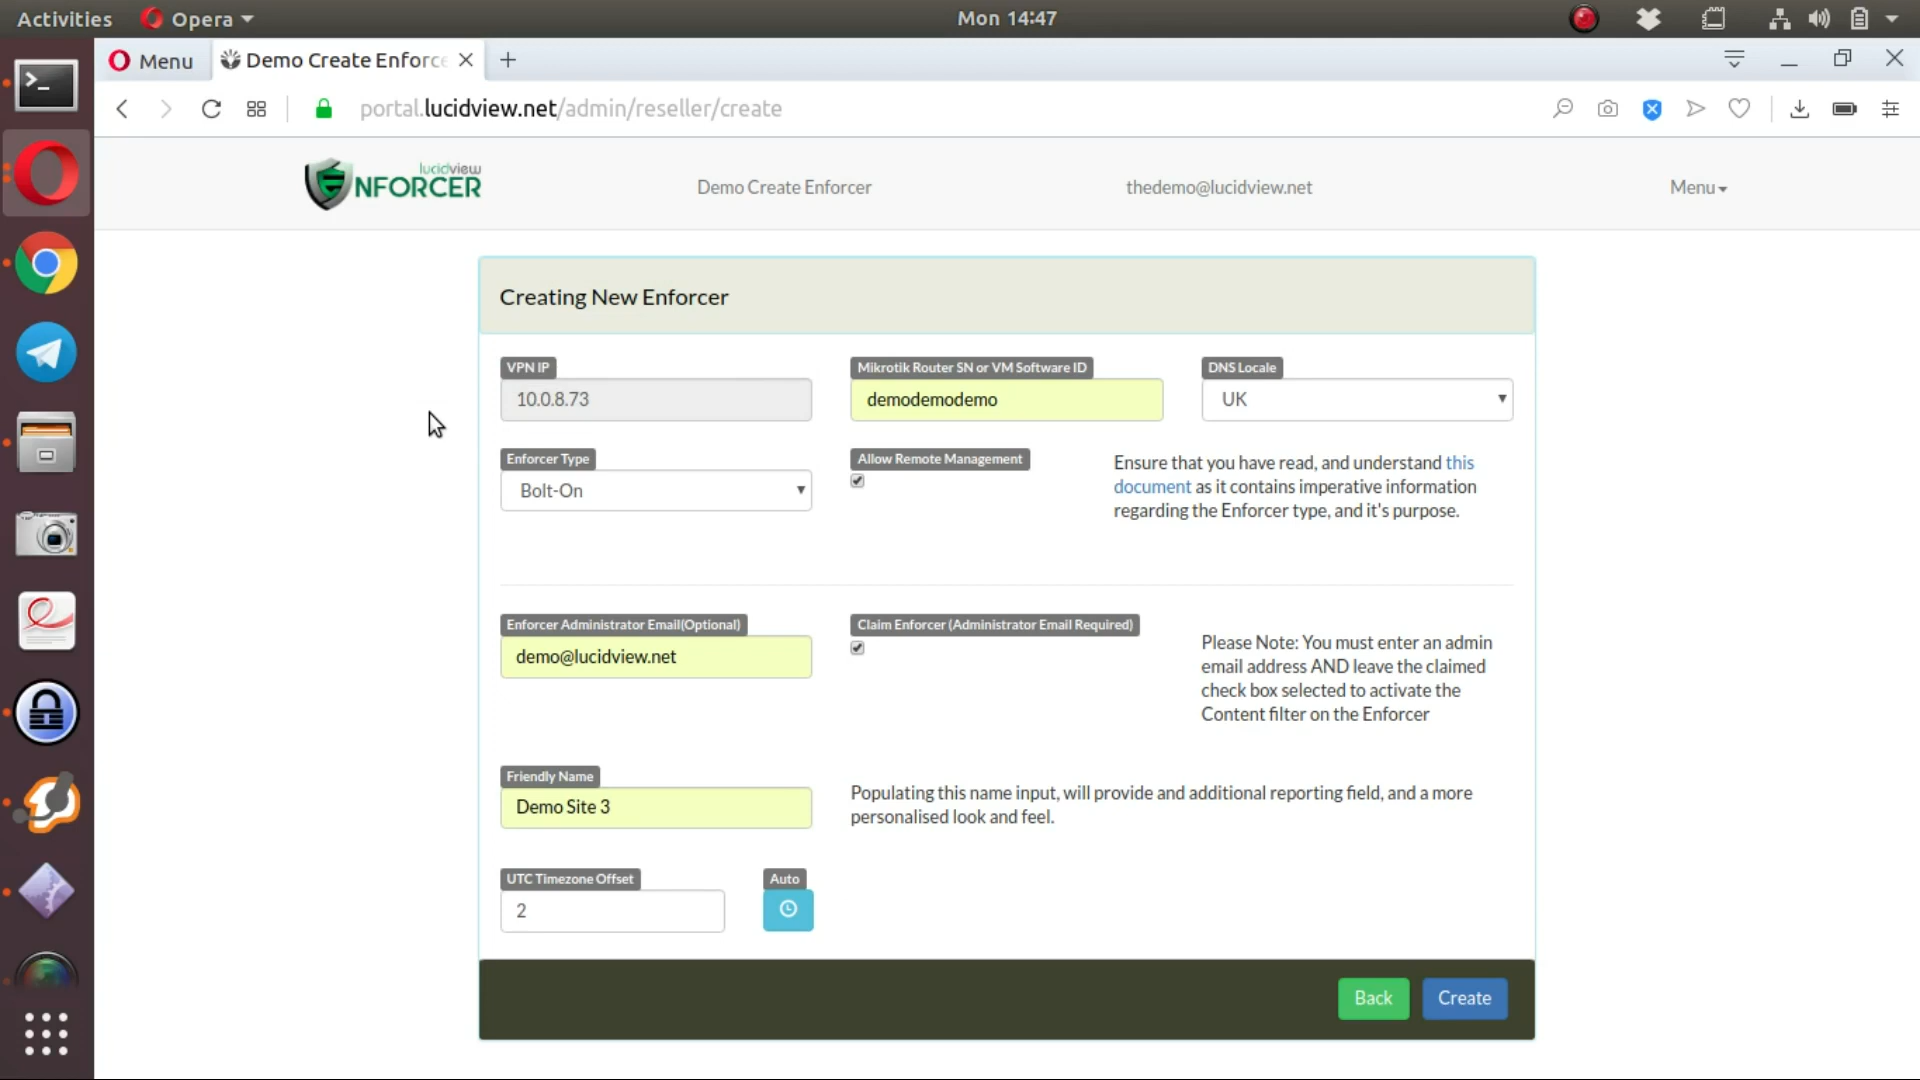 Activities
Opera
Mon 14:47
Menu
Demo Create Enforce
portal.lucidview.net/admin/reseller/create
lucidview
NFORCER
Demo Create Enforcer
thedemo@lucidview.net
Menu
Creating New Enforcer
VPN IP
Mikrotik Router SN or VM Software ID
DNS Locale
10.0.8.73
demodemodemo
UK
Enforcer Type
Allow Remote Management
Bolt-On
Ensure that you have read, and understand this
document as it contains imperative information
regarding the Enforcer type, and it's purpose.
Enforcer Administrator Email(Optional)
Claim Enforcer (Administrator Email Required)
demo@lucidview.net
Please Note: You must enter an admin
email address AND leave the claimed
check box selected to activate the
Content filter on the Enforcer
Friendly Name
Demo Site 3
Populating this name input, will provide and additional reporting field, and a more
personalised look and feel.
UTC Timezone Offset
Auto
2
Back
Create